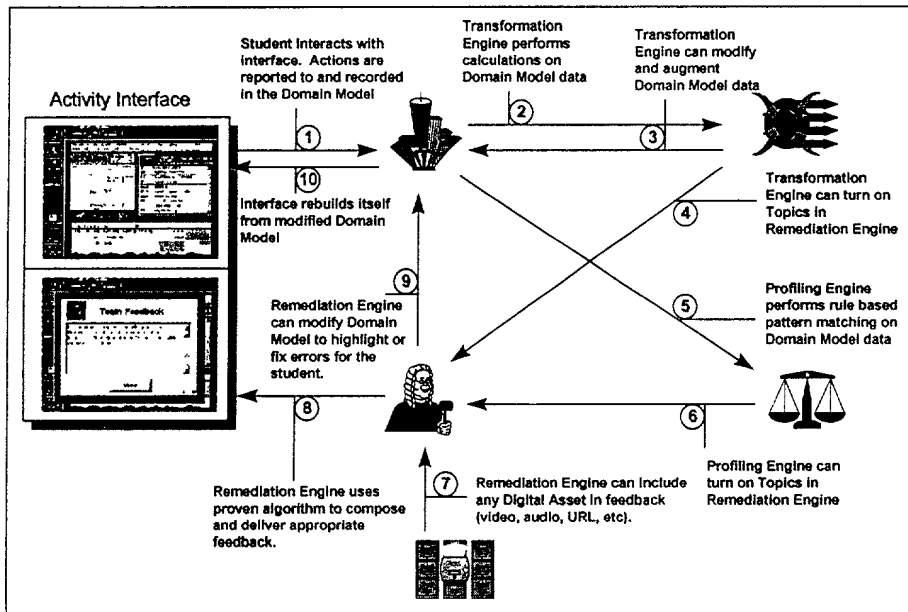 Student Interacts with
interface. Actions are
reported to and recorded
in the Domain Model
Transformation
Engine performs
calculations on
Domain Model data
Transformation
Engine can modify
and augment
Domain Model data
Activity Interface
1
2
3
10
Interface rebuilds itself
from modified Domain
Model
4
Transformation
Engine can turn on
Topics in
Remediation Engine
9
Remediation Engine
can modify Domain
Model to highlight or
fix errors for the
student.
5
Profiling Engine
performs rule based
pattern matching on
Domain Model data
Team Feedback
8
6
Remediation Engine uses
proven algorithm to compose
and deliver appropriate
feedback.
7
Remediation Engine can include
any Digital Asset in feedback
(video, audio, URL, etc).
Profiling Engine can
turn on Topics in
Remediation Engine